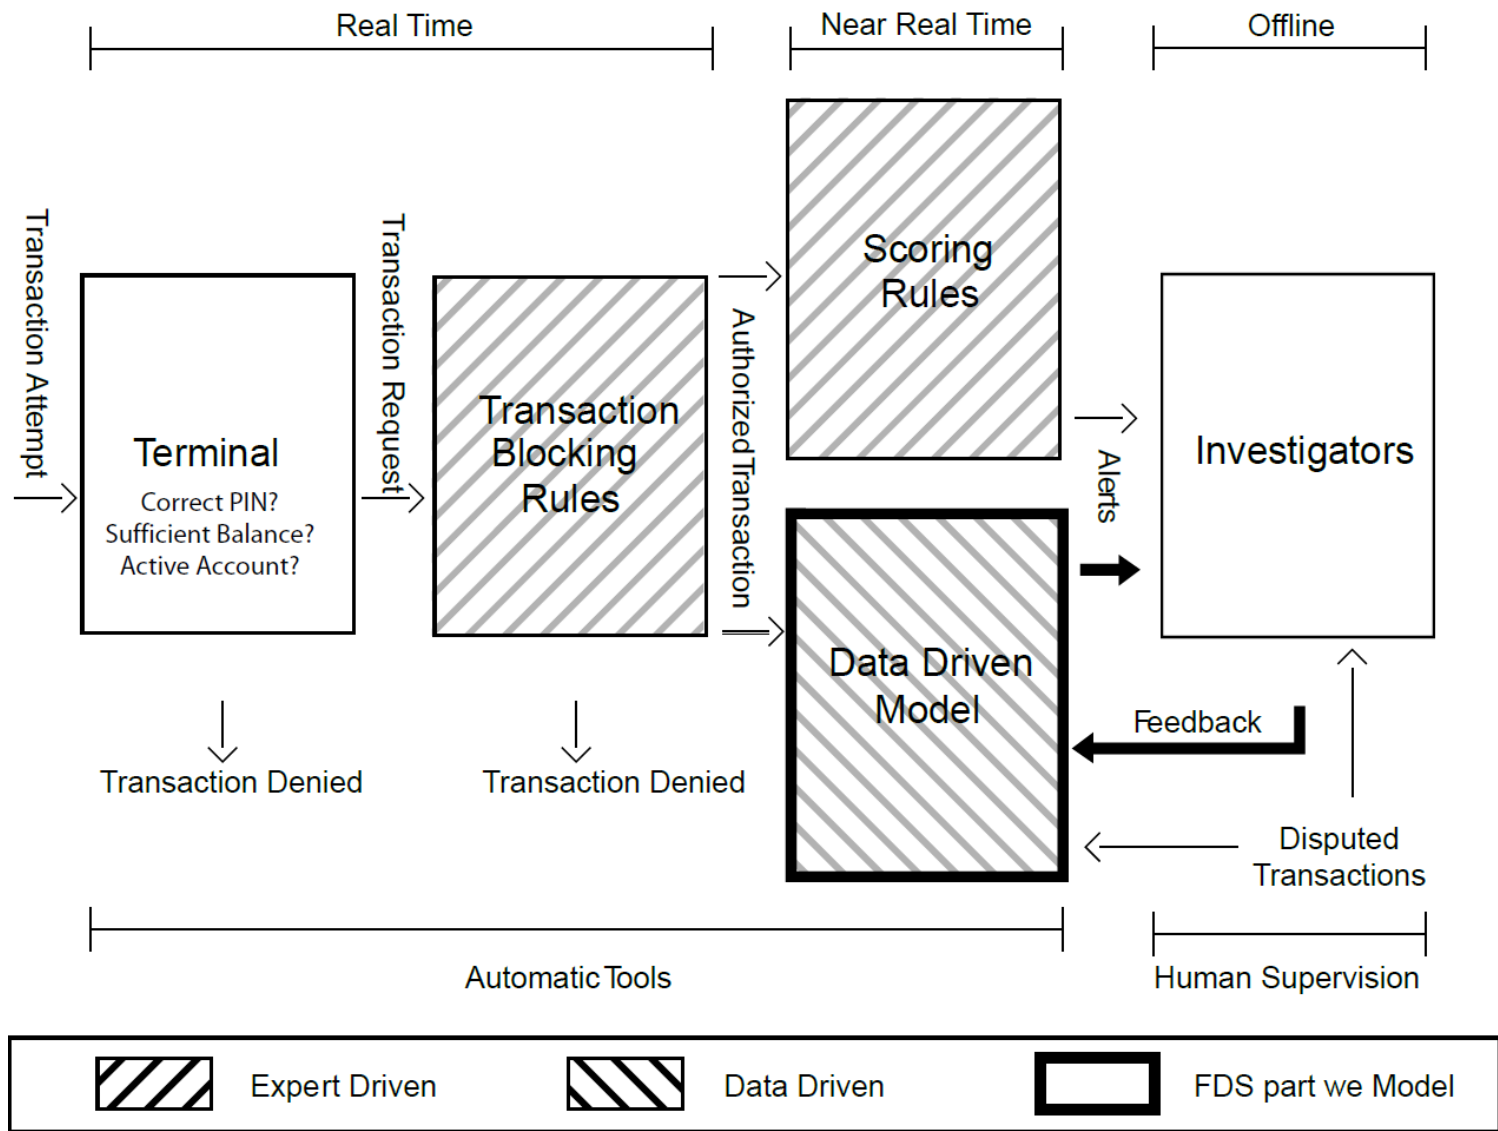 Real Time
Near Real Time
Offline
Transaction Attempt
Terminal
Correct PIN?
Sufficient Balance?
Active Account?
Transaction Request
Transaction
Blocking
Rules
Authorized Transaction
Scoring
Rules
Data Driven
Model
Alerts
Investigators
Feedback
Transaction Denied
Transaction Denied
Disputed
Transactions
Automatic Tools
Human Supervision
Expert Driven
Data Driven
FDS part we Model